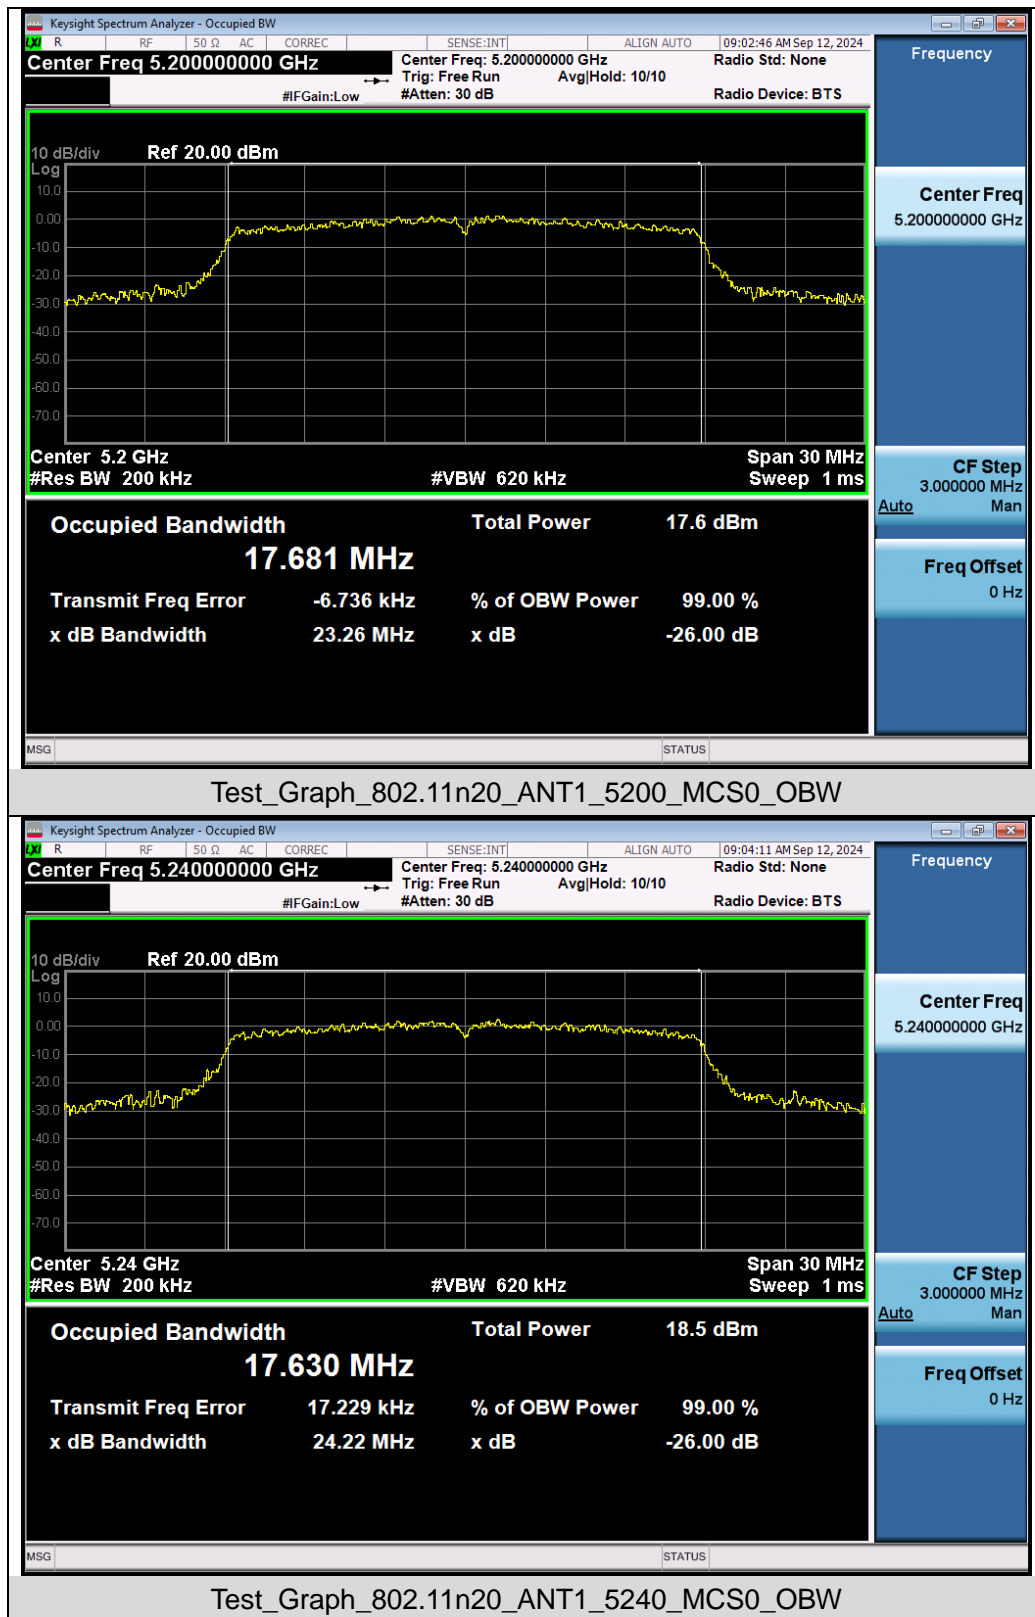 Keysight Spectrum Analyzer - Occupied BW
LXI R RF 50 Ω AC CORREC SENSE:INT ALIGN AUTO 09:02:46 AM Sep 12, 2024
Center Freq 5.200000000 GHz
Center Freq: 5.200000000 GHz
Radio Std: None
Trig: Free Run Avg|Hold: 10/10
#IFGain:Low
#Atten: 30 dB
Radio Device: BTS
Frequency
10 dB/div Ref 20.00 dBm
Log
10.0
0.00
-10.0
-20.0
-30.0
-40.0
-50.0
-60.0
-70.0
Center 5.2 GHz Span 30 MHz
#Res BW 200 kHz #VBW 620 kHz Sweep 1 ms
Center Freq
5.200000000 GHz
CF Step
3.000000 MHz
Auto Man
Freq Offset
0 Hz
Occupied Bandwidth Total Power 17.6 dBm
17.681 MHz
Transmit Freq Error -6.736 kHz % of OBW Power 99.00 %
x dB Bandwidth 23.26 MHz x dB -26.00 dB
MSG STATUS
Test_Graph_802.11n20_ANT1_5200_MCS0_OBW
Keysight Spectrum Analyzer - Occupied BW
LXI R RF 50 Ω AC CORREC SENSE:INT ALIGN AUTO 09:04:11 AM Sep 12, 2024
Center Freq 5.240000000 GHz
Center Freq: 5.240000000 GHz
Radio Std: None
Trig: Free Run Avg|Hold: 10/10
#IFGain:Low
#Atten: 30 dB
Radio Device: BTS
Frequency
10 dB/div Ref 20.00 dBm
Log
10.0
0.00
-10.0
-20.0
-30.0
-40.0
-50.0
-60.0
-70.0
Center 5.24 GHz Span 30 MHz
#Res BW 200 kHz #VBW 620 kHz Sweep 1 ms
Center Freq
5.240000000 GHz
CF Step
3.000000 MHz
Auto Man
Freq Offset
0 Hz
Occupied Bandwidth Total Power 18.5 dBm
17.630 MHz
Transmit Freq Error 17.229 kHz % of OBW Power 99.00 %
x dB Bandwidth 24.22 MHz x dB -26.00 dB
MSG STATUS
Test_Graph_802.11n20_ANT1_5240_MCS0_OBW